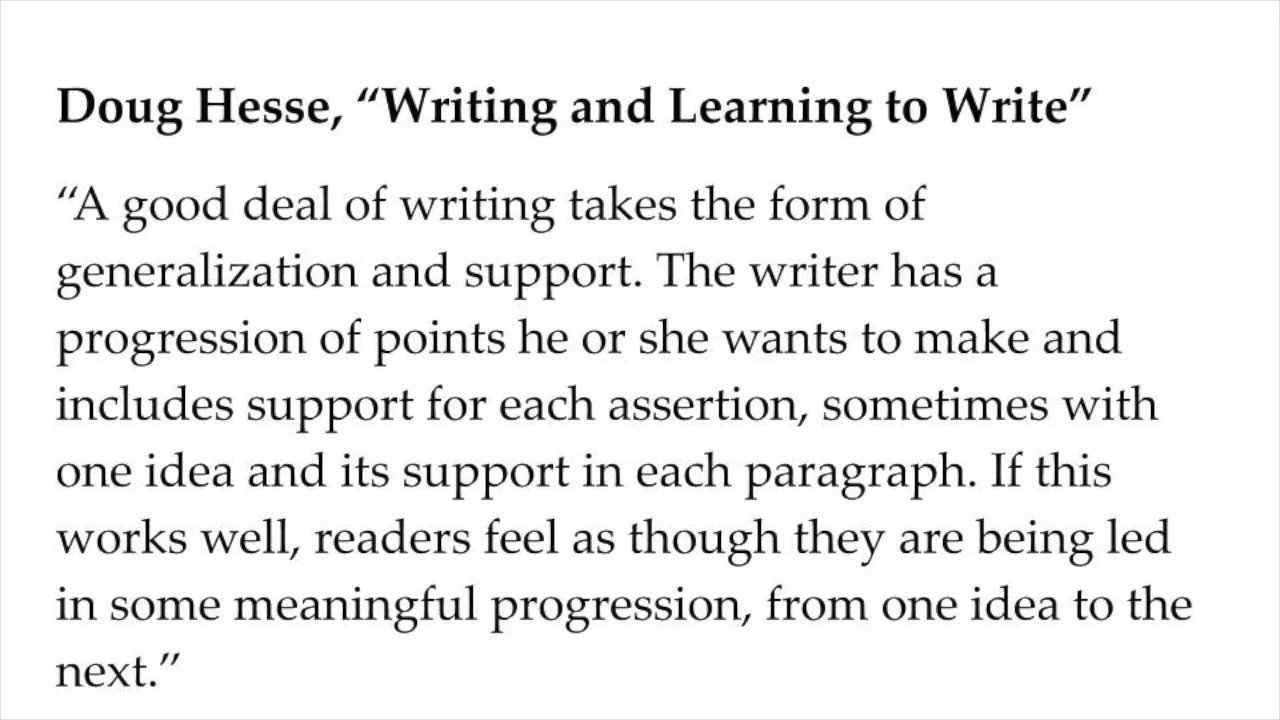 Doug Hesse, “Writing and Learning to Write”
“A good deal of writing takes the form of
generalization and support. The writer has a
progression of points he or she wants to make and
includes support for each assertion, sometimes with
one idea and its support in each paragraph. If this
works well, readers feel as though they are being led
in some meaningful progression, from one idea to the
next.”